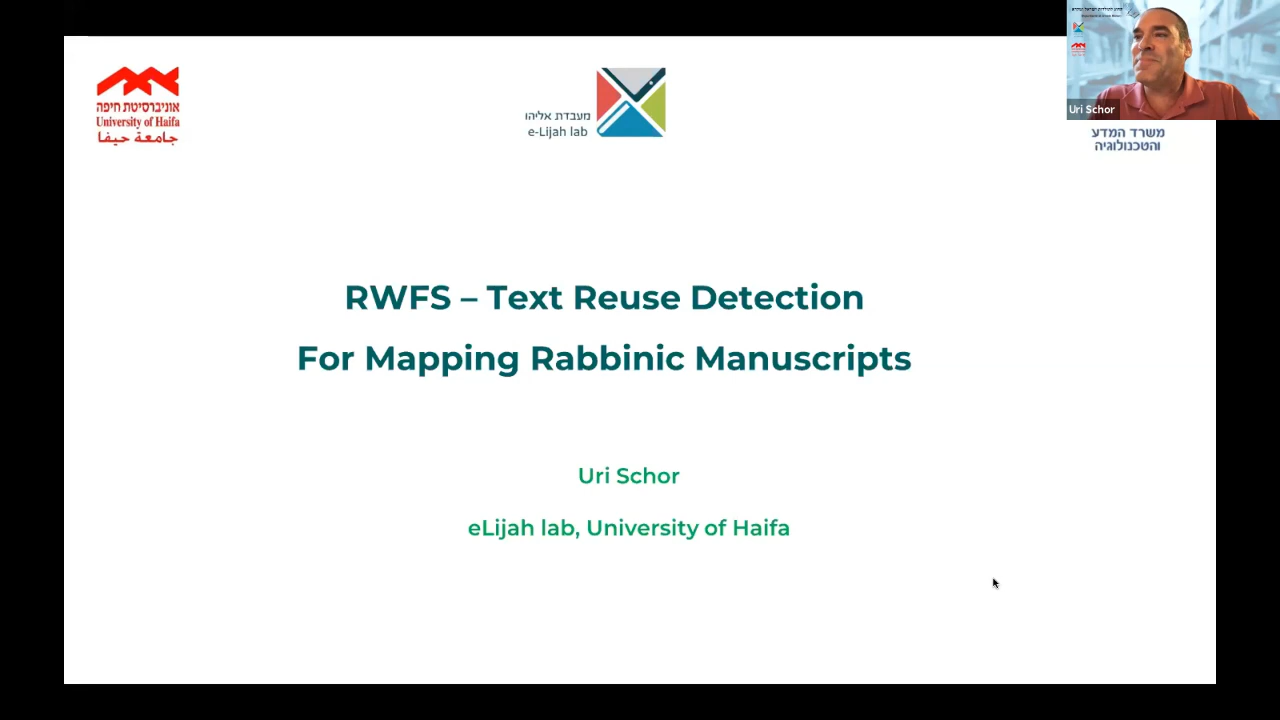 אוניברסיטת חיפה
University of Haifa
جامعة حيفا
מעבדת אליהו
e-Lijah lab
Uri Schor
משרד המדע
והטכנולוגיה
RWFS – Text Reuse Detection
For Mapping Rabbinic Manuscripts
Uri Schor
eLijah lab, University of Haifa